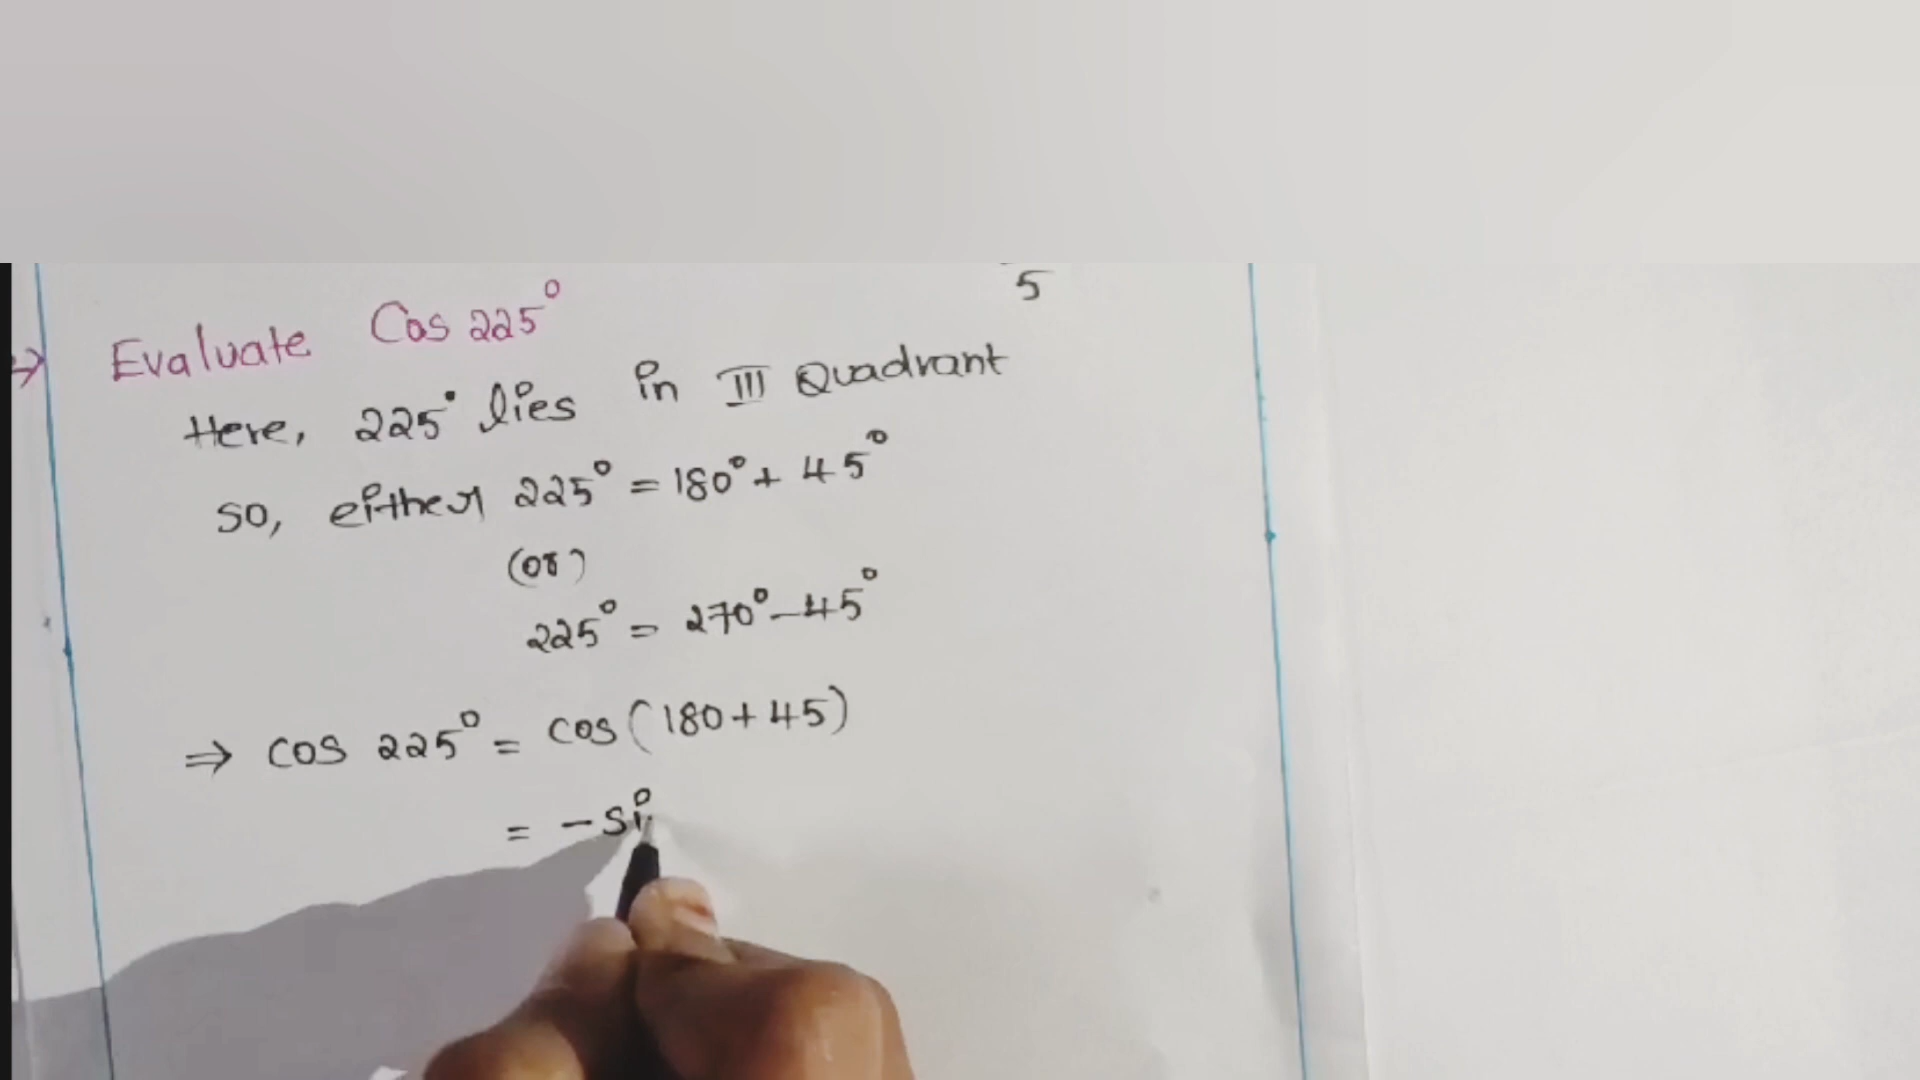 5
⇒ Evaluate Cos 225°
Here, 225° lies in III Quadrant
So, either 225° = 180° + 45°
(or)
225° = 270° - 45°
⇒ cos 225° = cos (180 + 45)
= - si